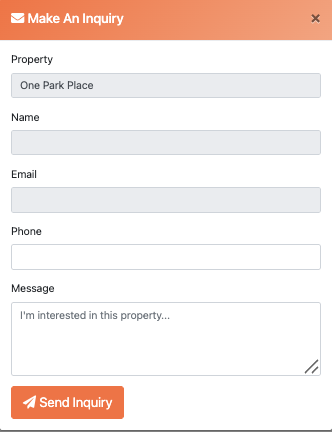 Make An Inquiry ×
Property
One Park Place
Name
Email
Phone
Message
I'm interested in this property...
Send Inquiry